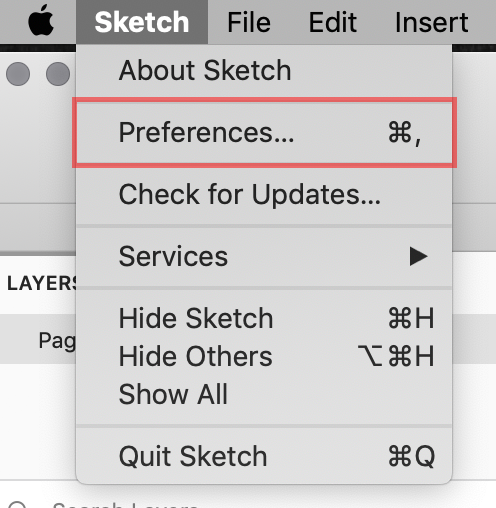 Sketch File Edit Insert
About Sketch
Preferences... ⌘,
Check for Updates...
Services ▶
LAYERS
Hide Sketch ⌘H
Pag
Hide Others ⌥⌘H
Show All
Quit Sketch ⌘Q
Search Layers